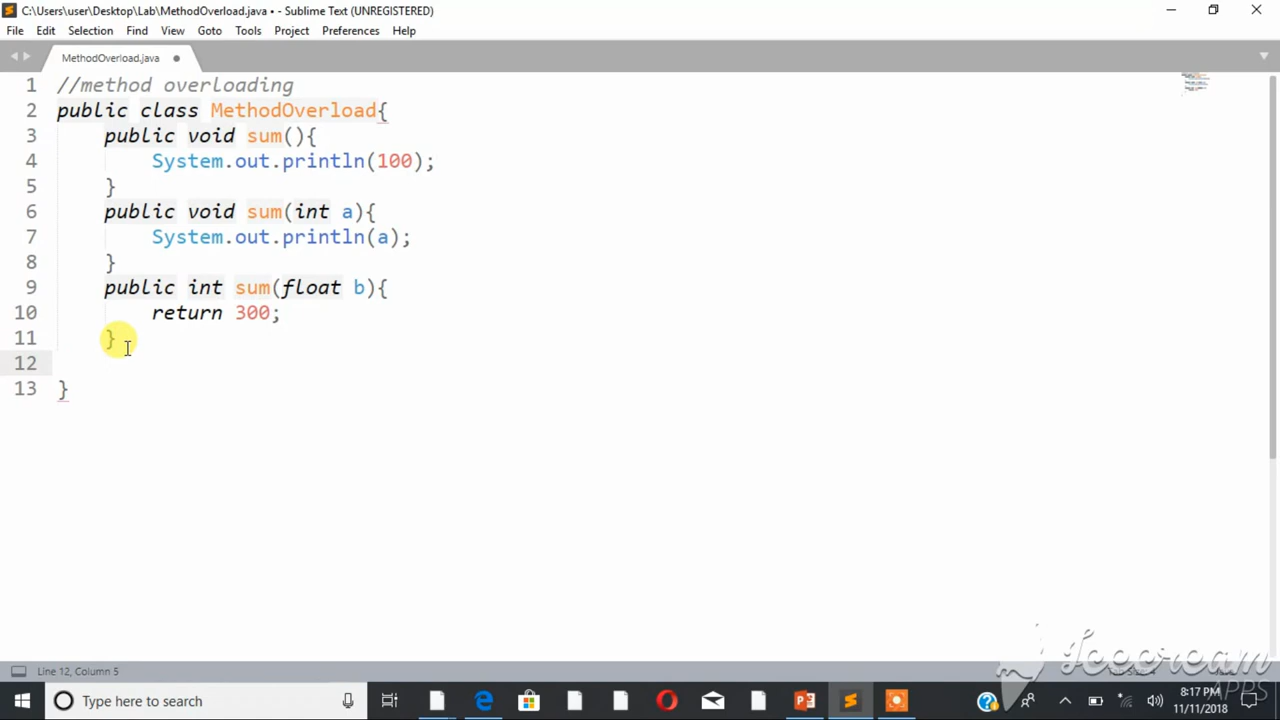 C:\Users\user\Desktop\Lab\MethodOverload.java • - Sublime Text (UNREGISTERED)
File Edit Selection Find View Goto Tools Project Preferences Help
MethodOverload.java
1 //method overloading
2 public class MethodOverload{
3 public void sum(){
4 System.out.println(100);
5 }
6 public void sum(int a){
7 System.out.println(a);
8 }
9 public int sum(float b){
10 return 300;
11 }
12
13 }
Line 12, Column 5
Icecream
APPS
Type here to search
8:17 PM
11/11/2018